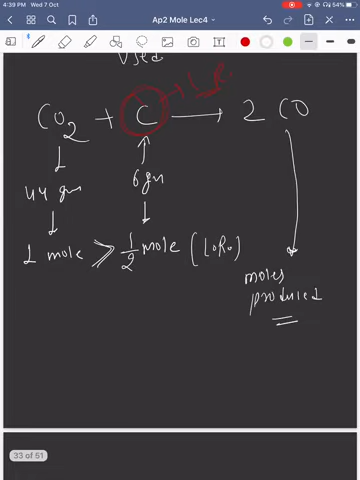 4:39 PM Wed 7 Oct
54%
Ap2 Mole Lec4
Used
→ L.R.
CO₂ + C → 2 CO
44 gm
6 gm
1 mole > 1/2 mole (L.R.)
moles
produced
33 of 51